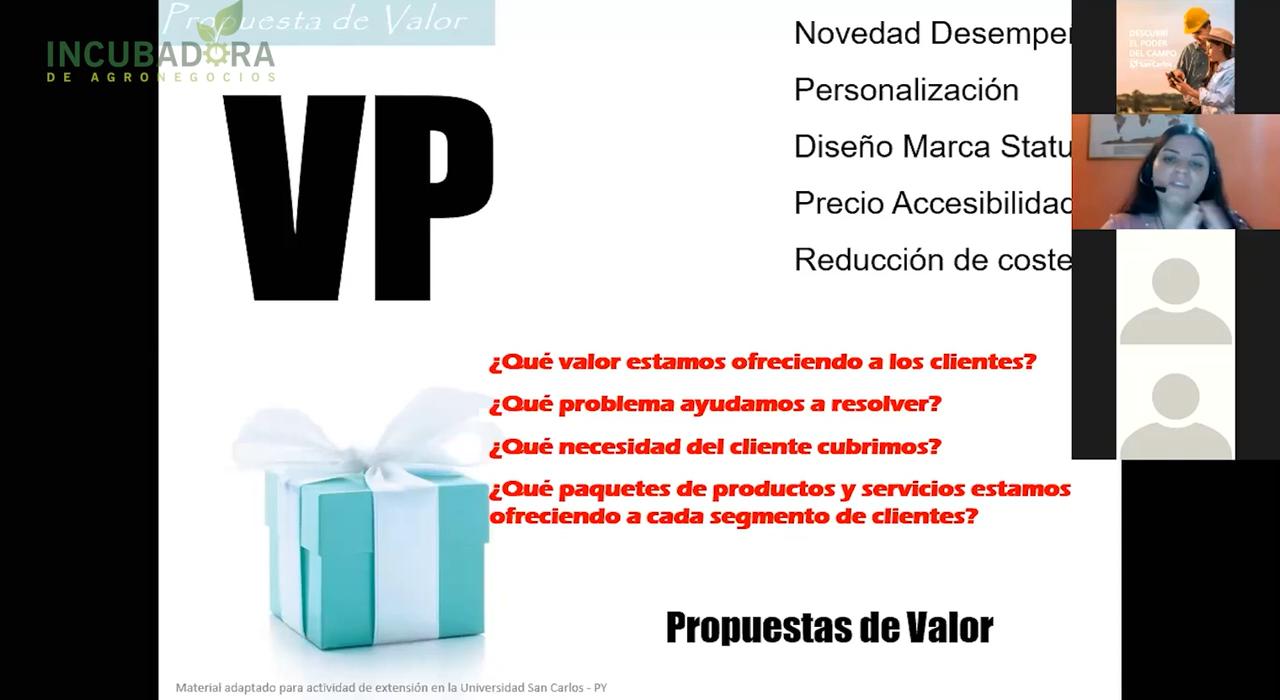 Propuesta de Valor
INCUBADORA
DE AGRONEGOCIOS
VP
Novedad Desempeñ
Personalización
Diseño Marca Statu
Precio Accesibilidad
Reducción de coste
DESCUBRÍ
EL PODER
DEL CAMPO
San Carlos
¿Qué valor estamos ofreciendo a los clientes?
¿Qué problema ayudamos a resolver?
¿Qué necesidad del cliente cubrimos?
¿Qué paquetes de productos y servicios estamos
ofreciendo a cada segmento de clientes?
Propuestas de Valor
Material adaptado para actividad de extensión en la Universidad San Carlos - PY